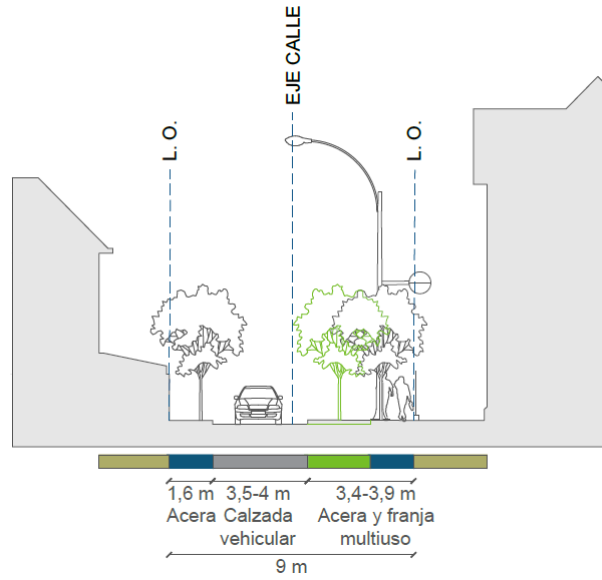 EJE CALLE
L. O.
L. O.
1,6 m
3,5-4 m
3,4-3,9 m
Acera
Calzada
Acera y franja
vehicular
multiuso
9 m